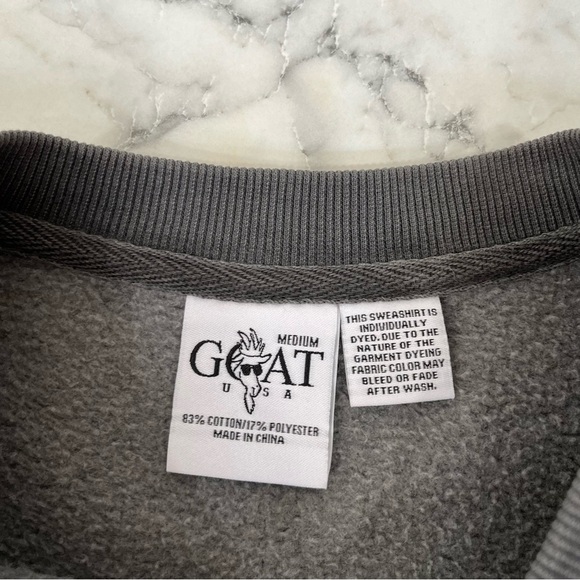 MEDIUM
GOAT
USA
83% COTTON/17% POLYESTER
MADE IN CHINA
THIS SWEASHIRT IS
INDIVIDUALLY
DYED. DUE TO THE
NATURE OF THE
GARMENT DYEING
FABRIC COLOR MAY
BLEED OR FADE
AFTER WASH.